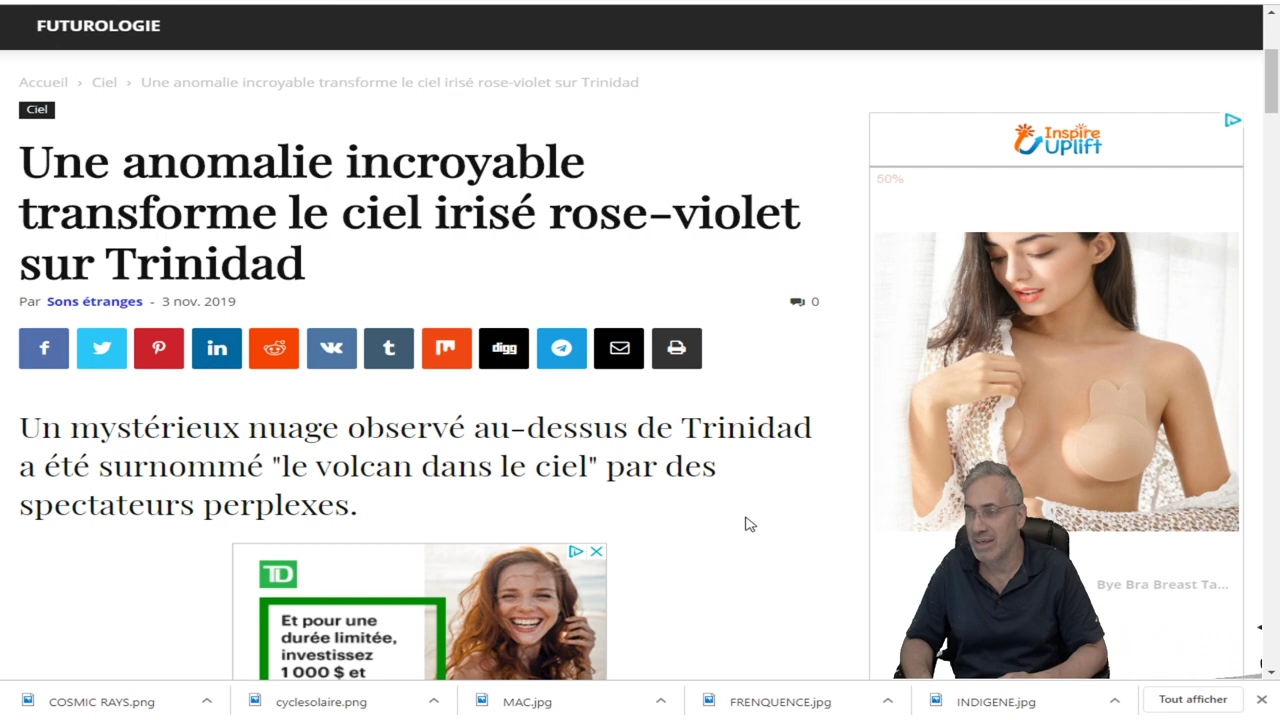 FUTUROLOGIE
Accueil › Ciel › Une anomalie incroyable transforme le ciel irisé rose-violet sur Trinidad
Ciel
Une anomalie incroyable
transforme le ciel irisé rose-violet
sur Trinidad
Par Sons étranges - 3 nov. 2019
0
digg
Un mystérieux nuage observé au-dessus de Trinidad
a été surnommé "le volcan dans le ciel" par des
spectateurs perplexes.
TD
Et pour une
durée limitée,
investissez
1 000 $ et
Inspire
Uplift
50%
Bye Bra Breast Ta...
COSMIC RAYS.png
cyclesolaire.png
MAC.jpg
FRENQUENCE.jpg
INDIGENE.jpg
Tout afficher